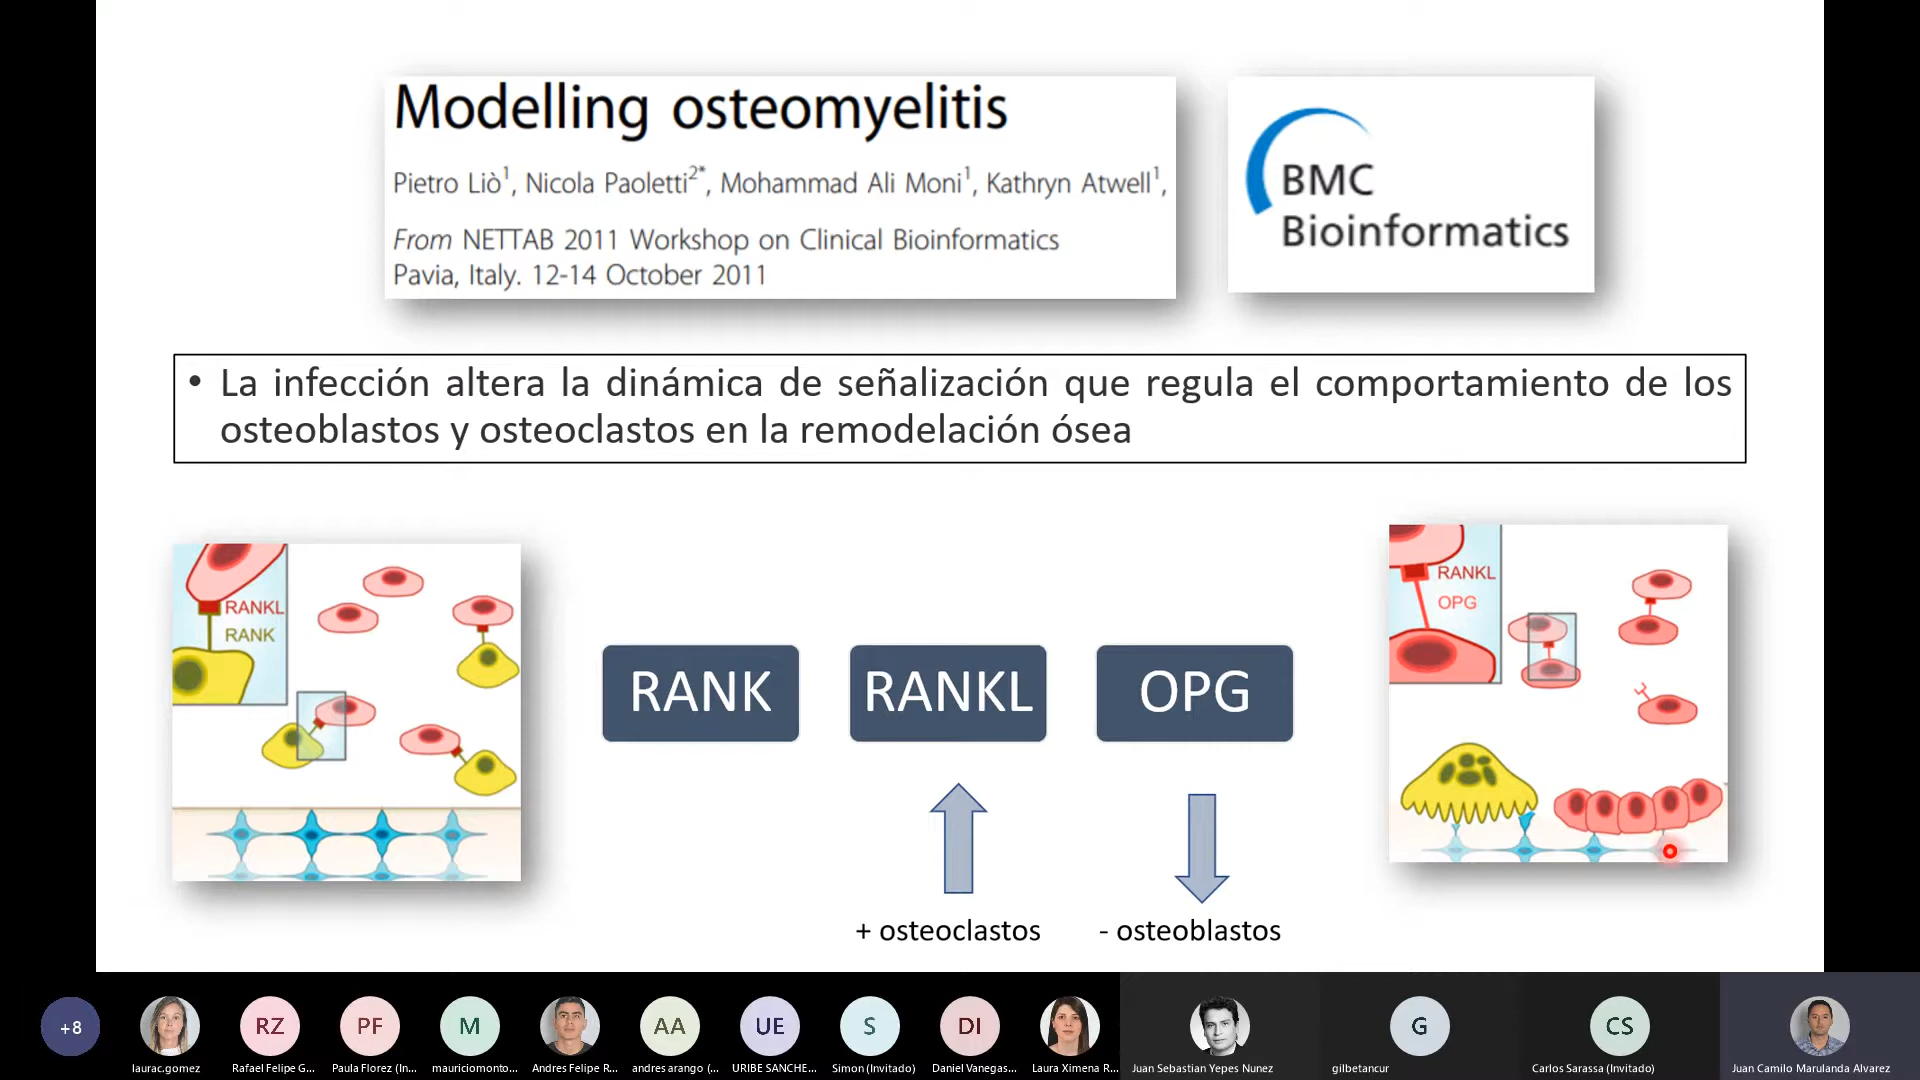 Modelling osteomyelitis
Pietro Liò1, Nicola Paoletti2*, Mohammad Ali Moni1, Kathryn Atwell1,
From NETTAB 2011 Workshop on Clinical Bioinformatics
Pavia, Italy. 12-14 October 2011
BMC
Bioinformatics
• La infección altera la dinámica de señalización que regula el comportamiento de los
osteoblastos y osteoclastos en la remodelación ósea
RANKL
RANK
RANK
RANKL
OPG
RANKL
OPG
+ osteoclastos
- osteoblastos
+8
RZ
PF
M
AA
UE
S
DI
G
CS
laurac.gomez
Rafael Felipe G...
Paula Florez (In...
mauriciomonto...
Andres Felipe R...
andres arango (...
URIBE SANCHE...
Simon (Invitado)
Daniel Vanegas...
Laura Ximena R...
Juan Sebastian Yepes Nunez
gilbetancur
Carlos Sarassa (Invitado)
Juan Camilo Marulanda Alvarez